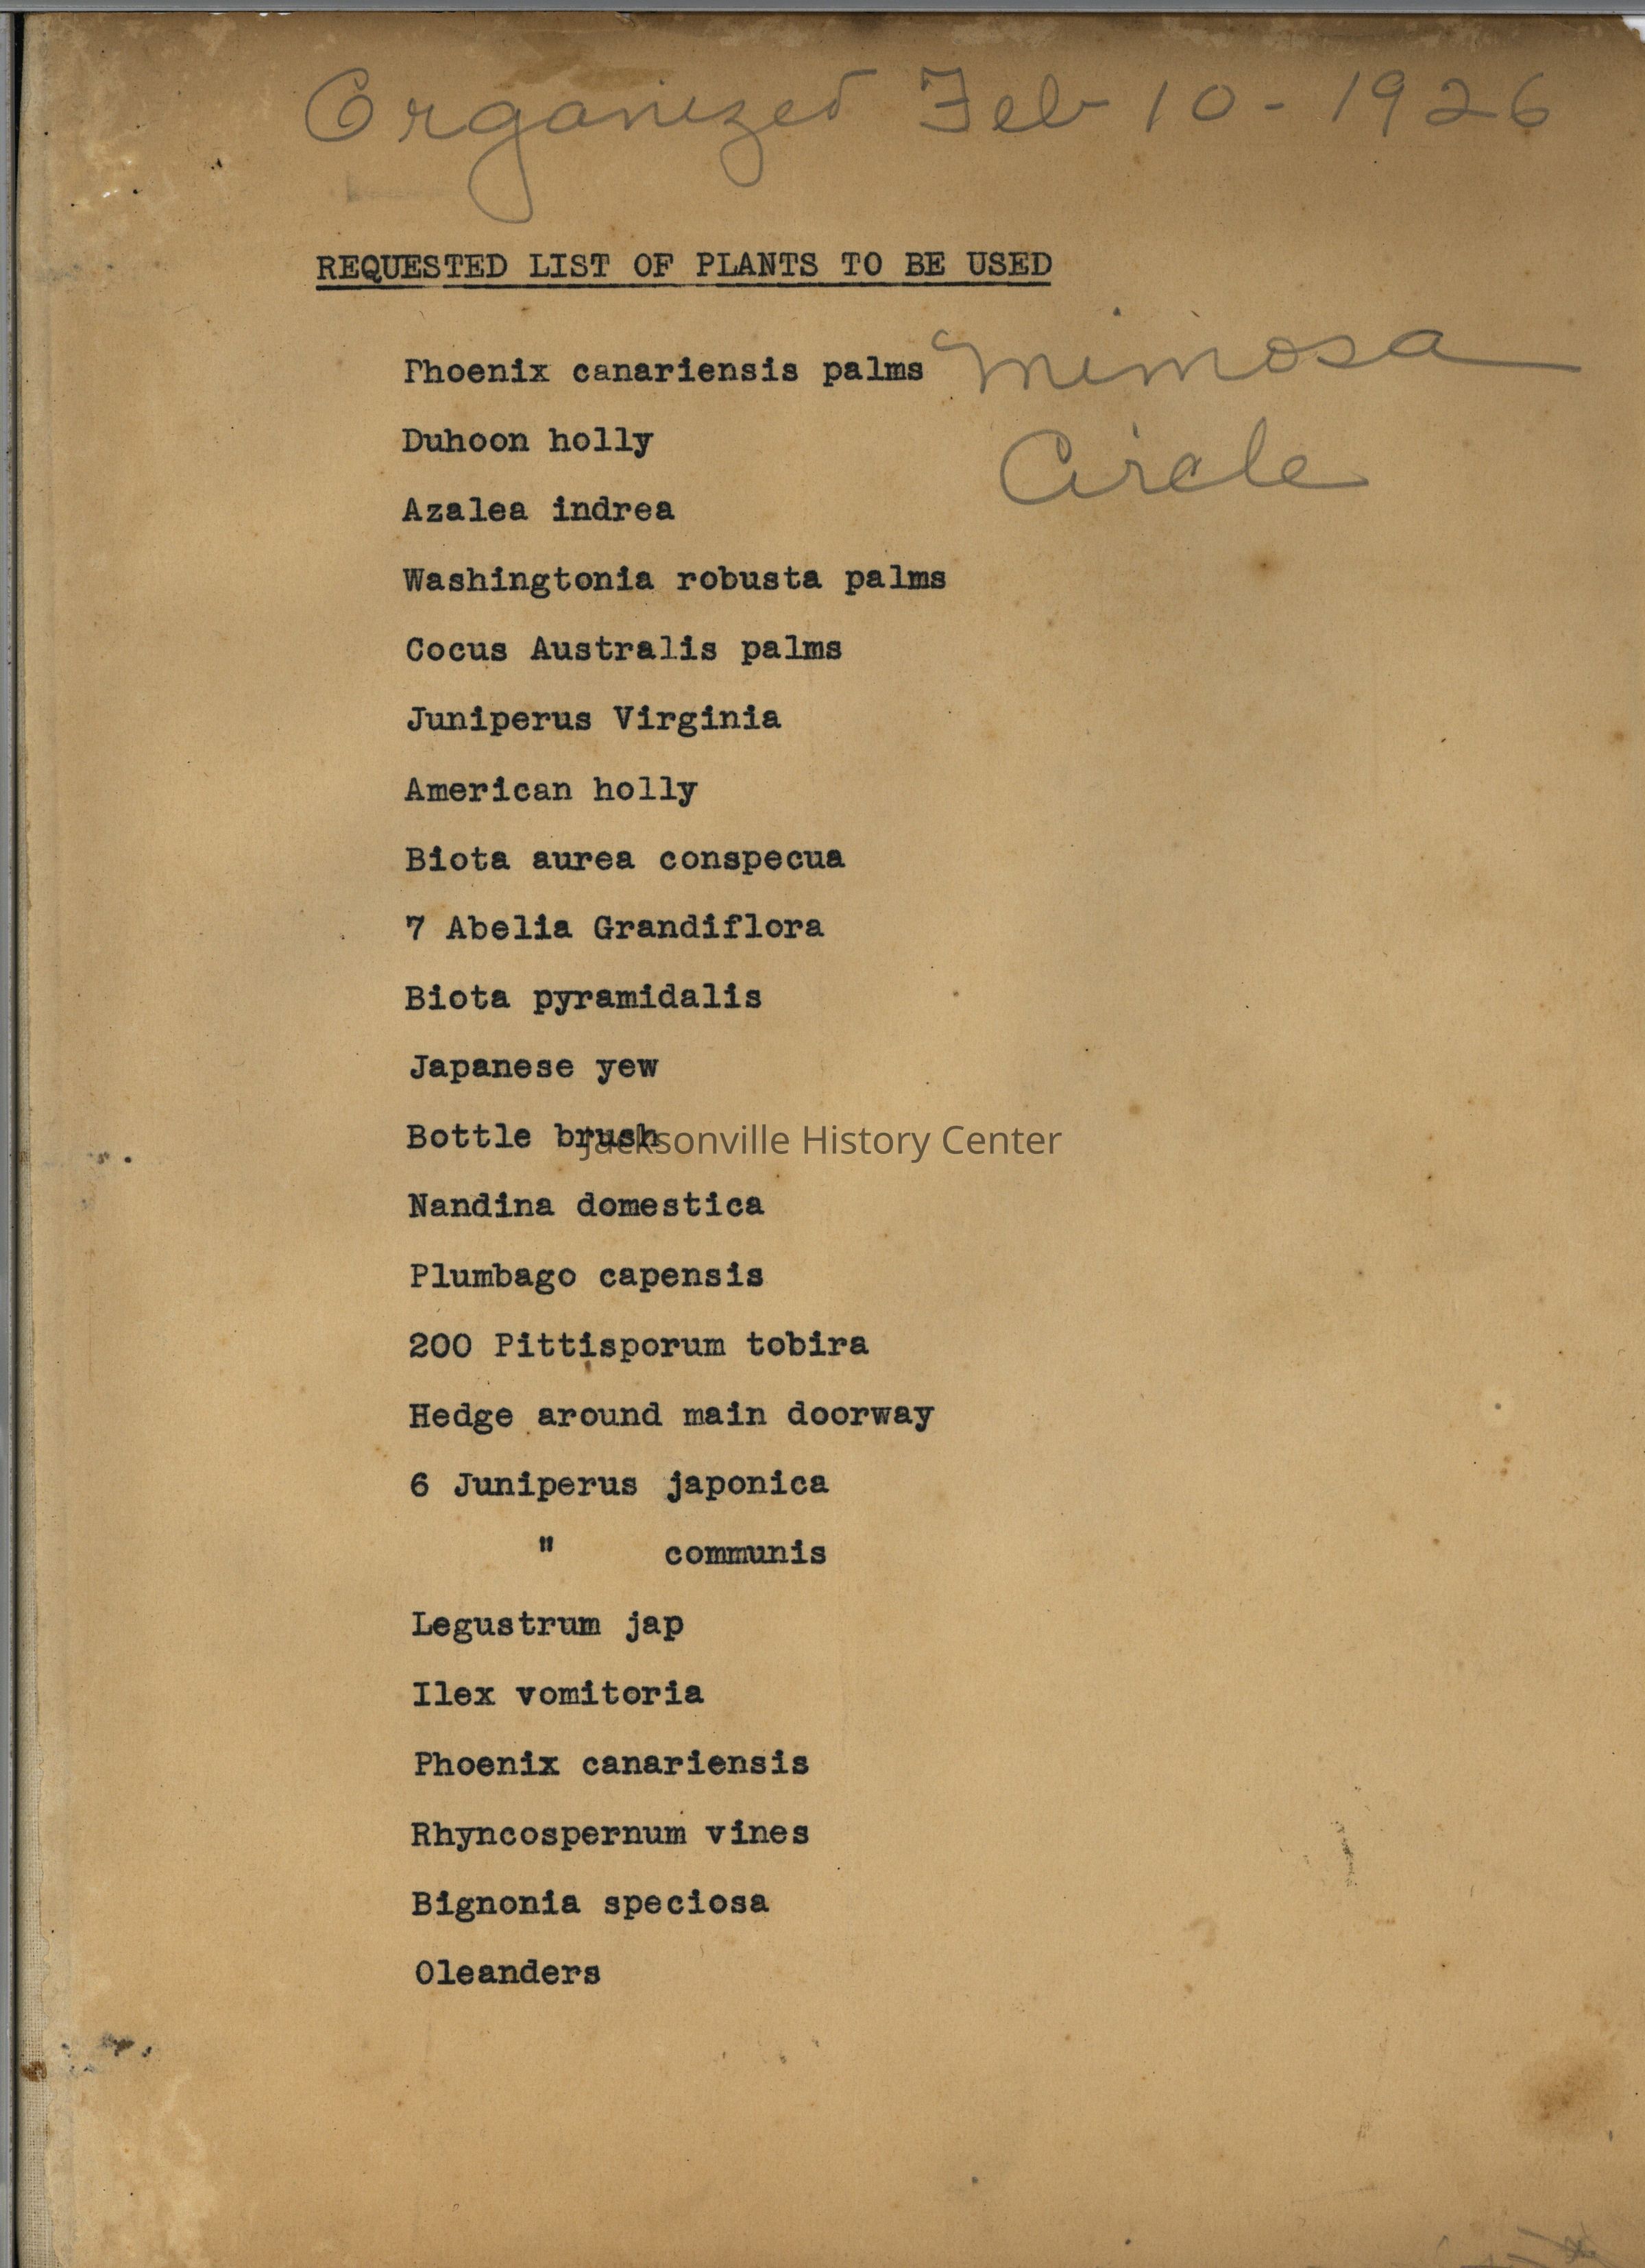 Organized Feb 10 - 1926
REQUESTED LIST OF PLANTS TO BE USED
Phoenix canariensis palms
Mimosa
Circle
Duhoon holly
Azalea indrea
Washingtonia robusta palms
Cocus Australis palms
Juniperus Virginia
American holly
Biota aurea conspecua
7 Abelia Grandiflora
Biota pyramidalis
Japanese yew
Bottle brush
Jacksonville History Center
Nandina domestica
Plumbago capensis
200 Pittisporum tobira
Hedge around main doorway
6 Juniperus japonica
" communis
Legustrum jap
Ilex vomitoria
Phoenix canariensis
Rhyncospernum vines
Bignonia speciosa
Oleanders